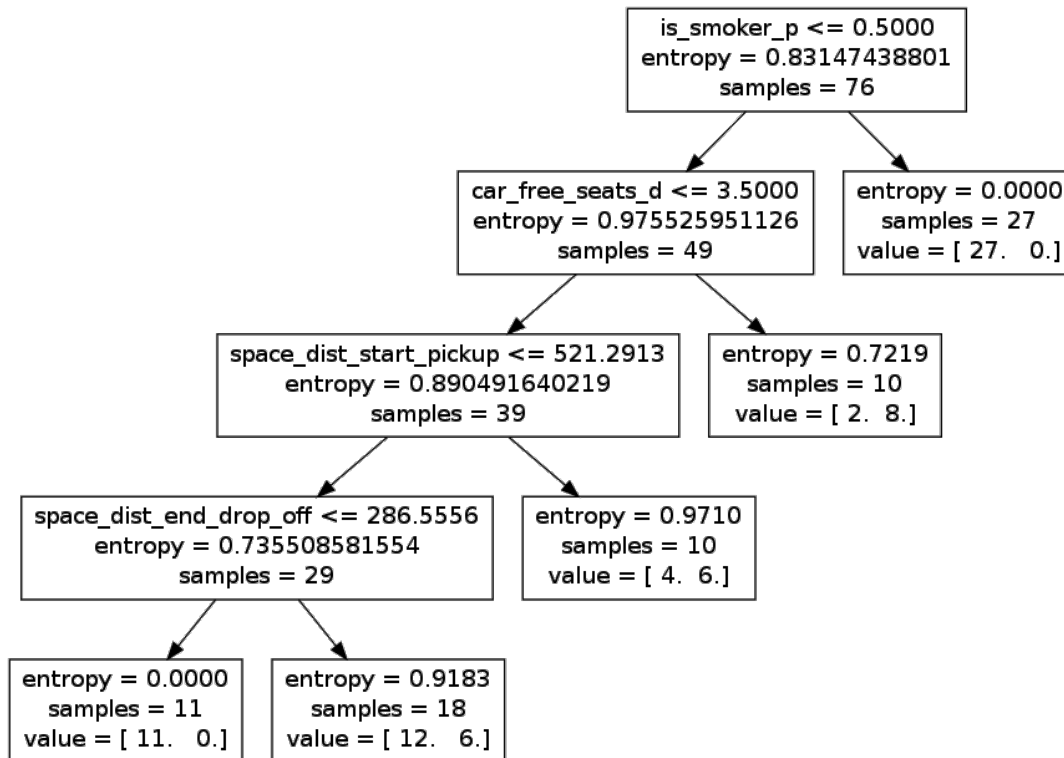 is_smoker_p <= 0.5000
entropy = 0.83147438801
samples = 76
car_free_seats_d <= 3.5000
entropy = 0.975525951126
samples = 49
entropy = 0.0000
samples = 27
value = [ 27.   0.]
space_dist_start_pickup <= 521.2913
entropy = 0.890491640219
samples = 39
entropy = 0.7219
samples = 10
value = [ 2.  8.]
space_dist_end_drop_off <= 286.5556
entropy = 0.735508581554
samples = 29
entropy = 0.9710
samples = 10
value = [ 4.  6.]
entropy = 0.0000
samples = 11
value = [ 11.   0.]
entropy = 0.9183
samples = 18
value = [ 12.   6.]